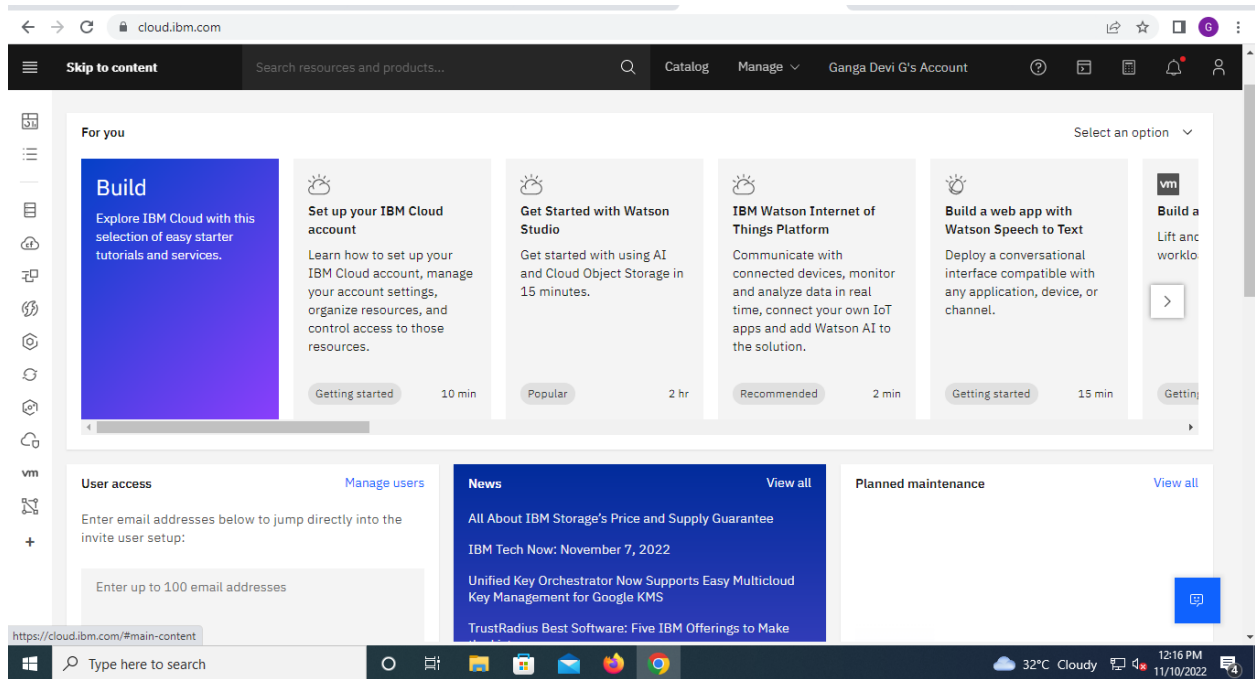 cloud.ibm.com
G
Skip to content
Search resources and products...
Catalog
Manage
Ganga Devi G's Account
For you
Select an option
Build
Explore IBM Cloud with this
selection of easy starter
tutorials and services.
Set up your IBM Cloud
account
Learn how to set up your
IBM Cloud account, manage
your account settings,
organize resources, and
control access to those
resources.
Getting started
10 min
Get Started with Watson
Studio
Get started with using AI
and Cloud Object Storage in
15 minutes.
Popular
2 hr
IBM Watson Internet of
Things Platform
Communicate with
connected devices, monitor
and analyze data in real
time, connect your own IoT
apps and add Watson AI to
the solution.
Recommended
2 min
Build a web app with
Watson Speech to Text
Deploy a conversational
interface compatible with
any application, device, or
channel.
Getting started
15 min
vm
Build a
Lift and
worklo
Getting
vm
User access
Manage users
Enter email addresses below to jump directly into the
invite user setup:
Enter up to 100 email addresses
News
View all
All About IBM Storage's Price and Supply Guarantee
IBM Tech Now: November 7, 2022
Unified Key Orchestrator Now Supports Easy Multicloud
Key Management for Google KMS
TrustRadius Best Software: Five IBM Offerings to Make
Planned maintenance
View all
https://cloud.ibm.com/#main-content
Type here to search
32°C Cloudy
12:16 PM
11/10/2022
4